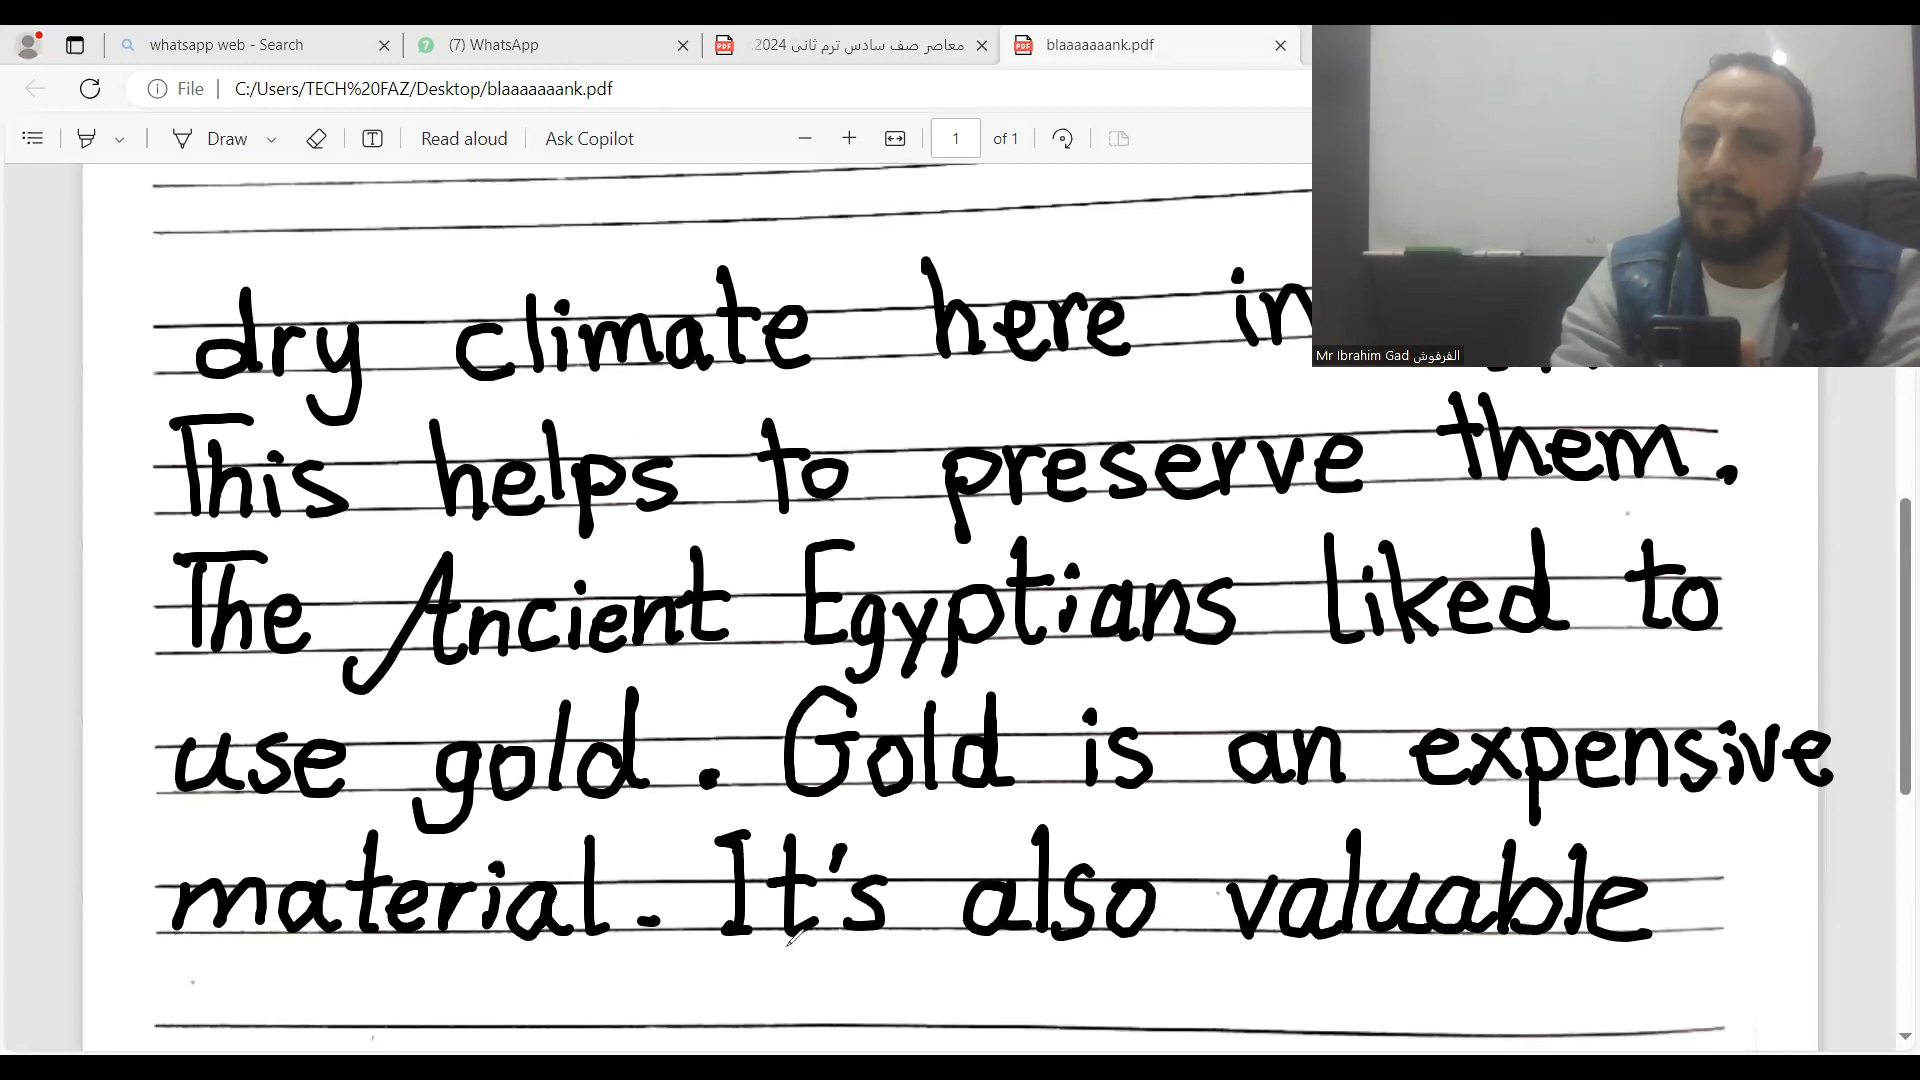 whatsapp web - Search
(7) WhatsApp
معاصر صف سادس ترم ثانى 2024
blaaaaaaank.pdf
File
C:/Users/TECH%20FAZ/Desktop/blaaaaaaank.pdf
Draw
Read aloud
Ask Copilot
1 of 1
Mr Ibrahim Gad الفرفوش
dry climate here in
This helps to preserve them.
The Ancient Egyptians liked to
use gold. Gold is an expensive
material. It's also valuable